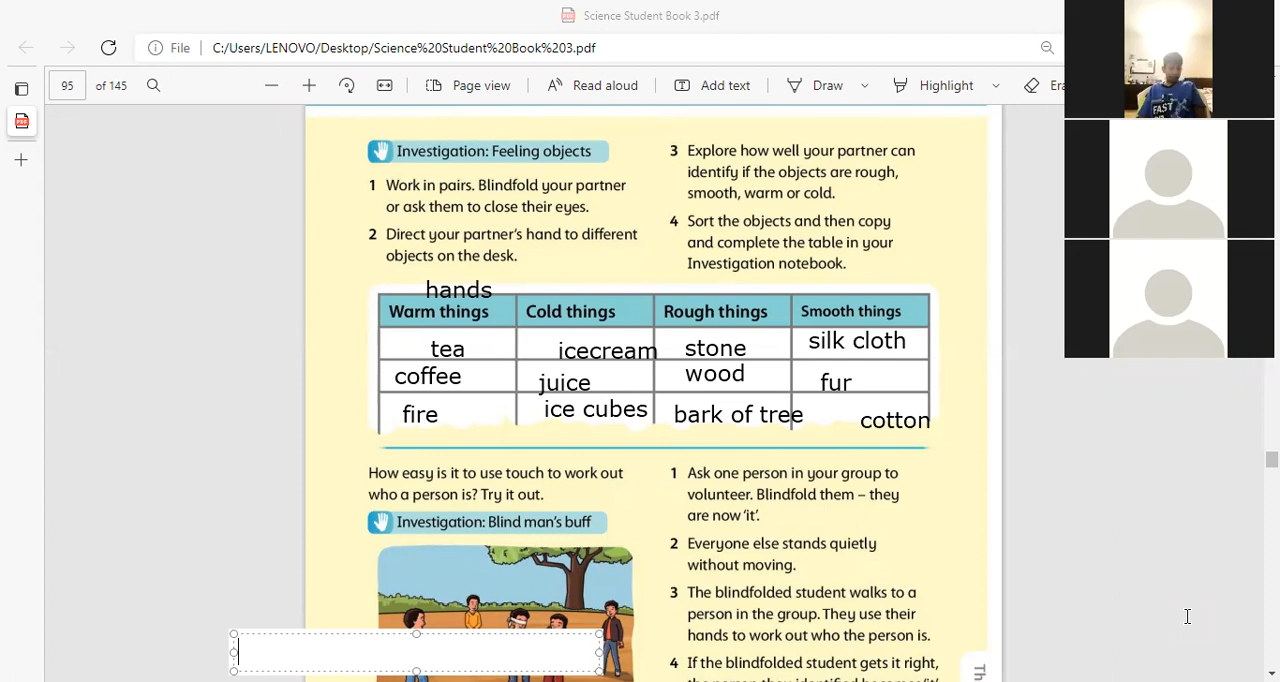 Science Student Book 3.pdf
File C:/Users/LENOVO/Desktop/Science%20Student%20Book%203.pdf
95 of 145 Page view Read aloud Add text Draw Highlight Era
Investigation: Feeling objects
1 Work in pairs. Blindfold your partner
or ask them to close their eyes.
2 Direct your partner's hand to different
objects on the desk.
3 Explore how well your partner can
identify if the objects are rough,
smooth, warm or cold.
4 Sort the objects and then copy
and complete the table in your
Investigation notebook.
hands
Warm things Cold things Rough things Smooth things
tea icecream stone silk cloth
coffee juice wood fur
fire ice cubes bark of tree cotton
How easy is it to use touch to work out
who a person is? Try it out.
Investigation: Blind man's buff
1 Ask one person in your group to
volunteer. Blindfold them – they
are now 'it'.
2 Everyone else stands quietly
without moving.
3 The blindfolded student walks to a
person in the group. They use their
hands to work out who the person is.
4 If the blindfolded student gets it right,
Th
FAST